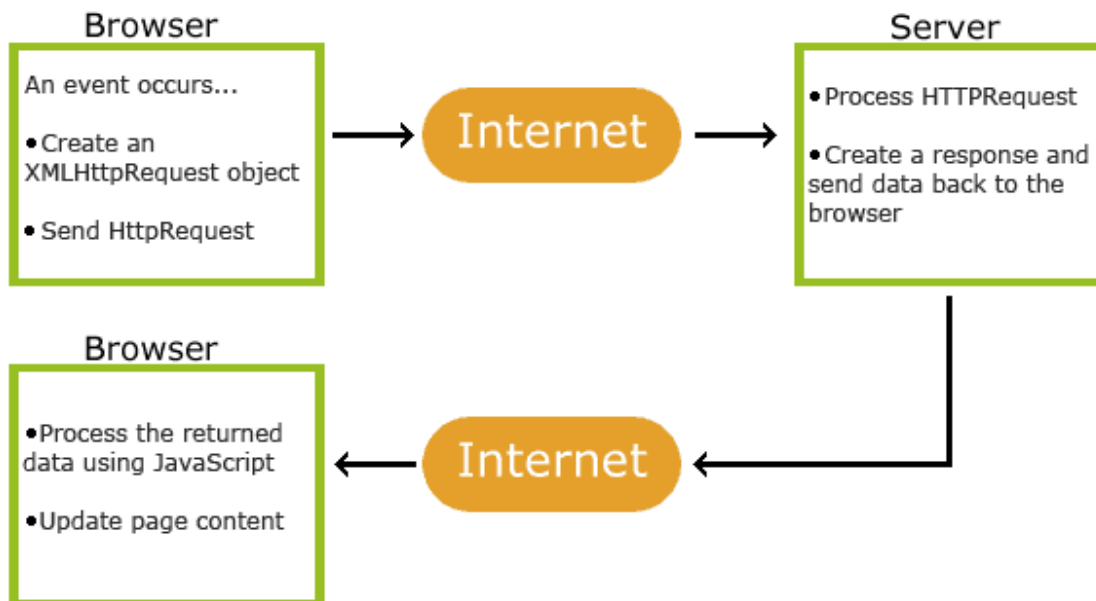 Browser
An event occurs...
•Create an
XMLHttpRequest object
•Send HttpRequest
Internet
Server
•Process HTTPRequest
•Create a response and
send data back to the
browser
Browser
•Process the returned
data using JavaScript
•Update page content
Internet